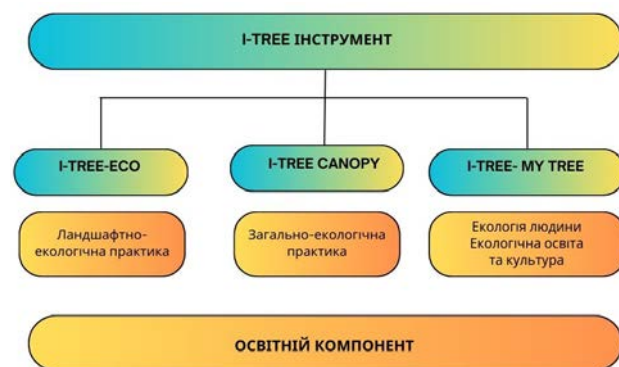 I-TREE ІНСТРУМЕНТ
I-TREE-ECO
I-TREE CANOPY
I-TREE- MY TREE
Ландшафтно-
екологічна практика
Загально-екологічна
практика
Екологія людини
Екологічна освіта
та культура
ОСВІТНІЙ КОМПОНЕНТ